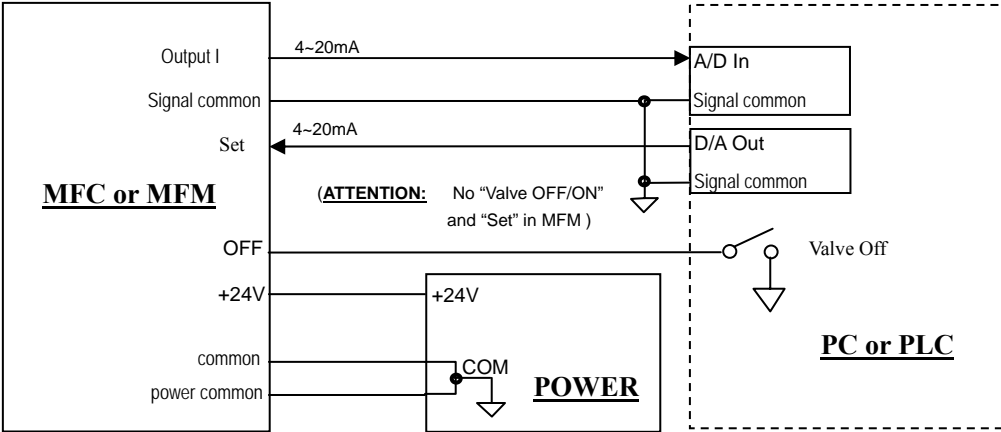 Output I
4~20mA
A/D In
Signal common
Signal common
4~20mA
Set
D/A Out
Signal common
MFC or MFM
(ATTENTION: No “Valve OFF/ON”
and “Set” in MFM )
OFF
Valve Off
+24V
+24V
PC or PLC
common
COM
power common
POWER